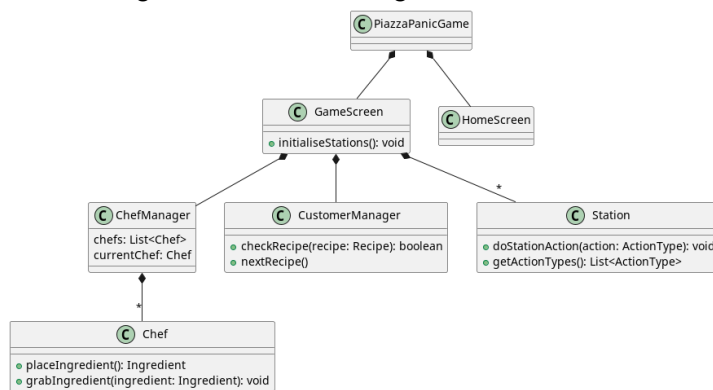 C PiazzaPanicGame
C GameScreen
initialiseStations(): void
C HomeScreen
*
C ChefManager
chefs: List<Chef>
currentChef: Chef
C CustomerManager
checkRecipe(recipe: Recipe): boolean
nextRecipe()
C Station
doStationAction(action: ActionType): void
getActionTypes(): List<ActionType>
*
C Chef
placeIngredient(): Ingredient
grabIngredient(ingredient: Ingredient): void